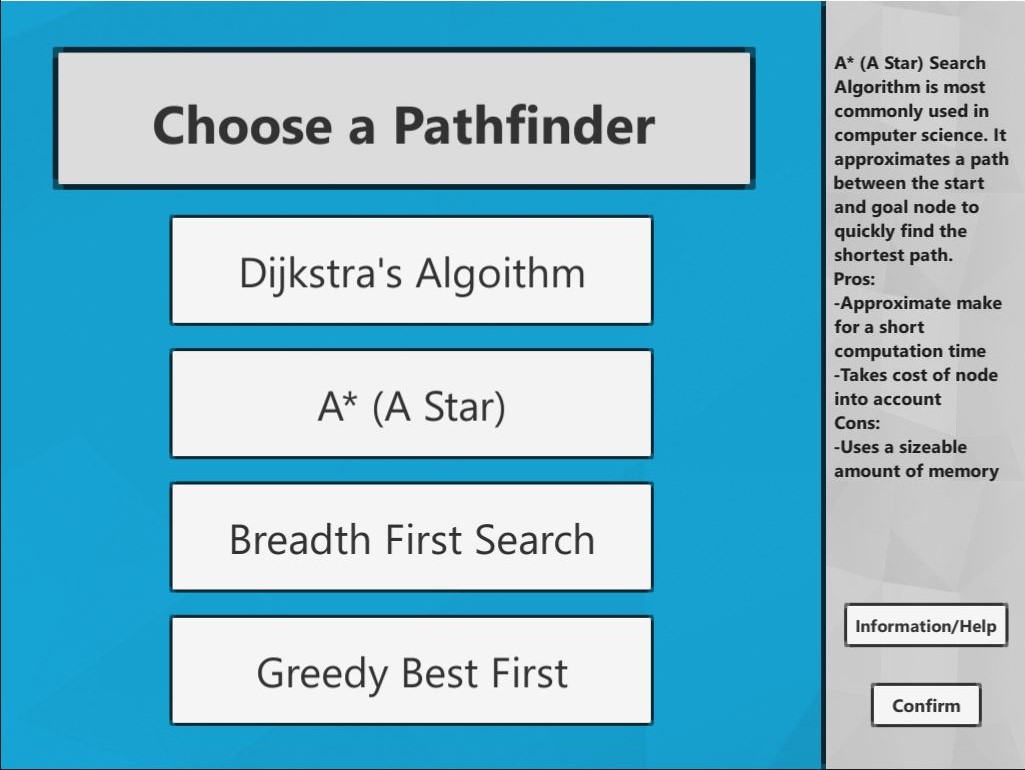 Choose a Pathfinder
Dijkstra's Algoithm
A* (A Star)
Breadth First Search
Greedy Best First
A* (A Star) Search
Algorithm is most
commonly used in
computer science. It
approximates a path
between the start
and goal node to
quickly find the
shortest path.
Pros:
-Approximate make
for a short
computation time
-Takes cost of node
into account
Cons:
-Uses a sizeable
amount of memory
Information/Help
Confirm